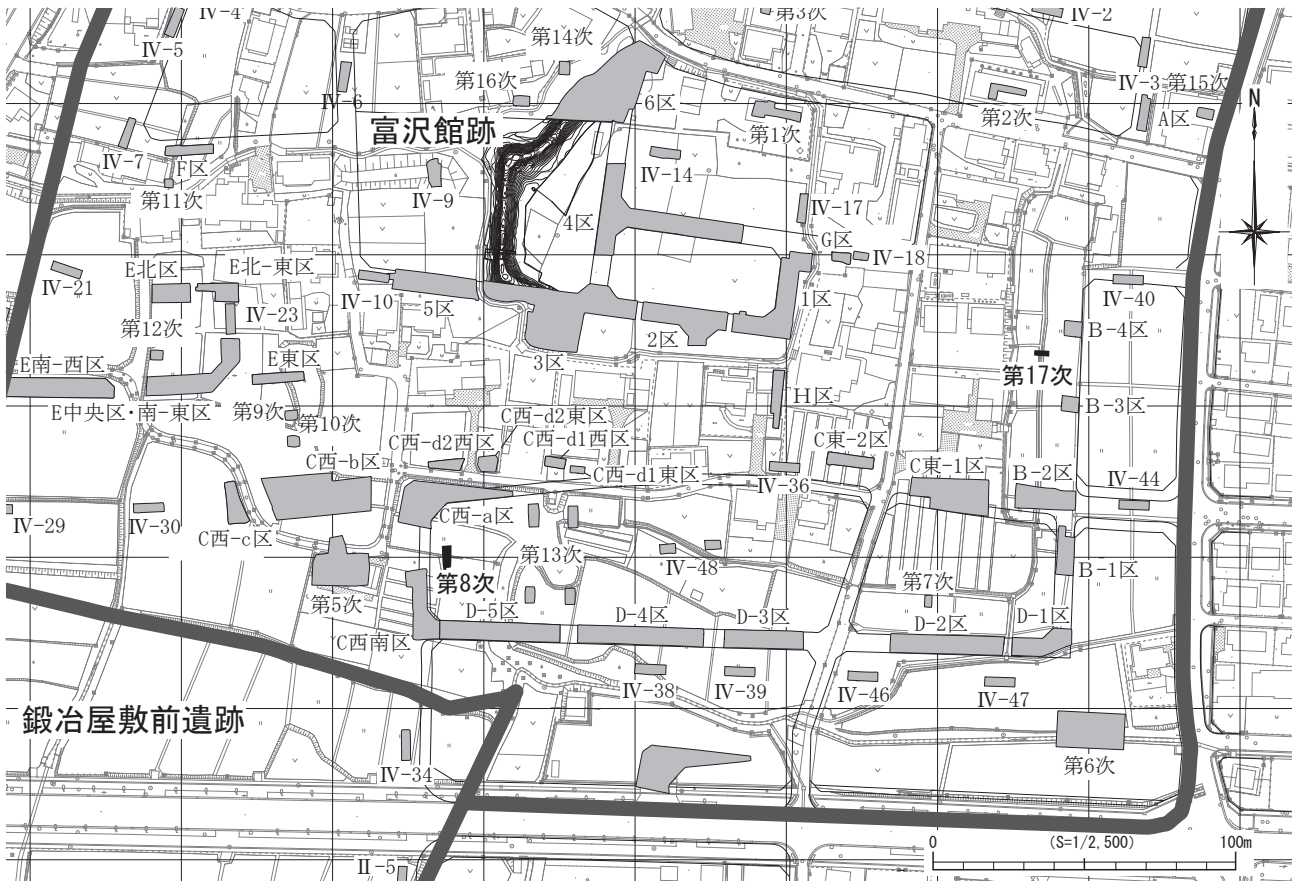 Ⅳ-4
第3次
Ⅳ-2
Ⅳ-5
第14次
第16次
Ⅳ-3
第15次
Ⅳ-6
6区
第2次
A区
N
富沢館跡
第1次
Ⅳ-7
F区
Ⅳ-14
第11次
Ⅳ-9
Ⅳ-17
4区
G区
Ⅳ-18
E北区
E北-東区
Ⅳ-21
Ⅳ-10
5区
1区
Ⅳ-40
Ⅳ-23
第12次
2区
B-4区
3区
E南-西区
E東区
第17次
H区
E中央区・南-東区
第9次
B-3区
第10次
C西-d2東区
C西-d2西区
C西-d1西区
C東-2区
C西-b区
C西-d1東区
C東-1区
B-2区
Ⅳ-36
Ⅳ-44
Ⅳ-29
Ⅳ-30
C西-a区
C西-c区
第13次
Ⅳ-48
B-1区
第8次
第7次
第5次
D-5区
D-4区
D-3区
D-2区
D-1区
C西南区
Ⅳ-38
Ⅳ-39
Ⅳ-46
Ⅳ-47
鍛冶屋敷前遺跡
Ⅳ-34
第6次
0
(S=1/2,500)
100m
Ⅱ-5